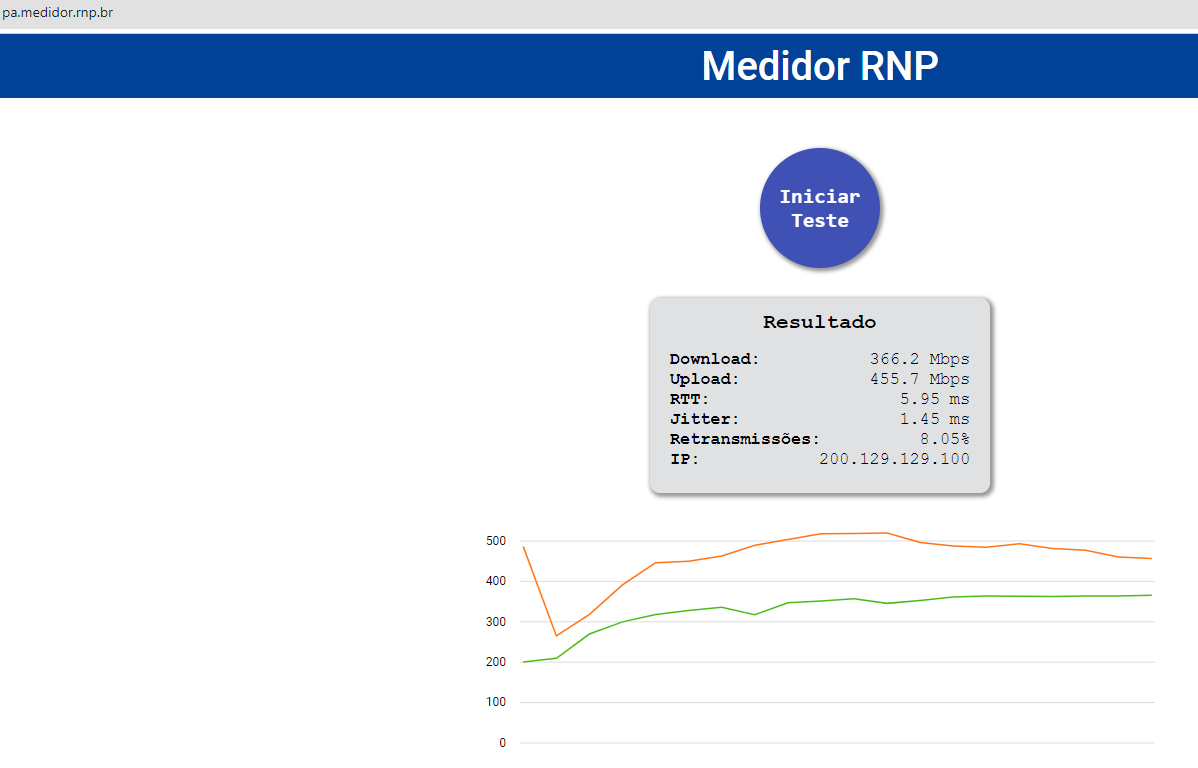 pa.medidor.rnp.br
Medidor RNP
Iniciar
Teste
Resultado
Download: 366.2 Mbps
Upload: 455.7 Mbps
RTT: 5.95 ms
Jitter: 1.45 ms
Retransmissões: 8.05%
IP: 200.129.129.100
500
400
300
200
100
0